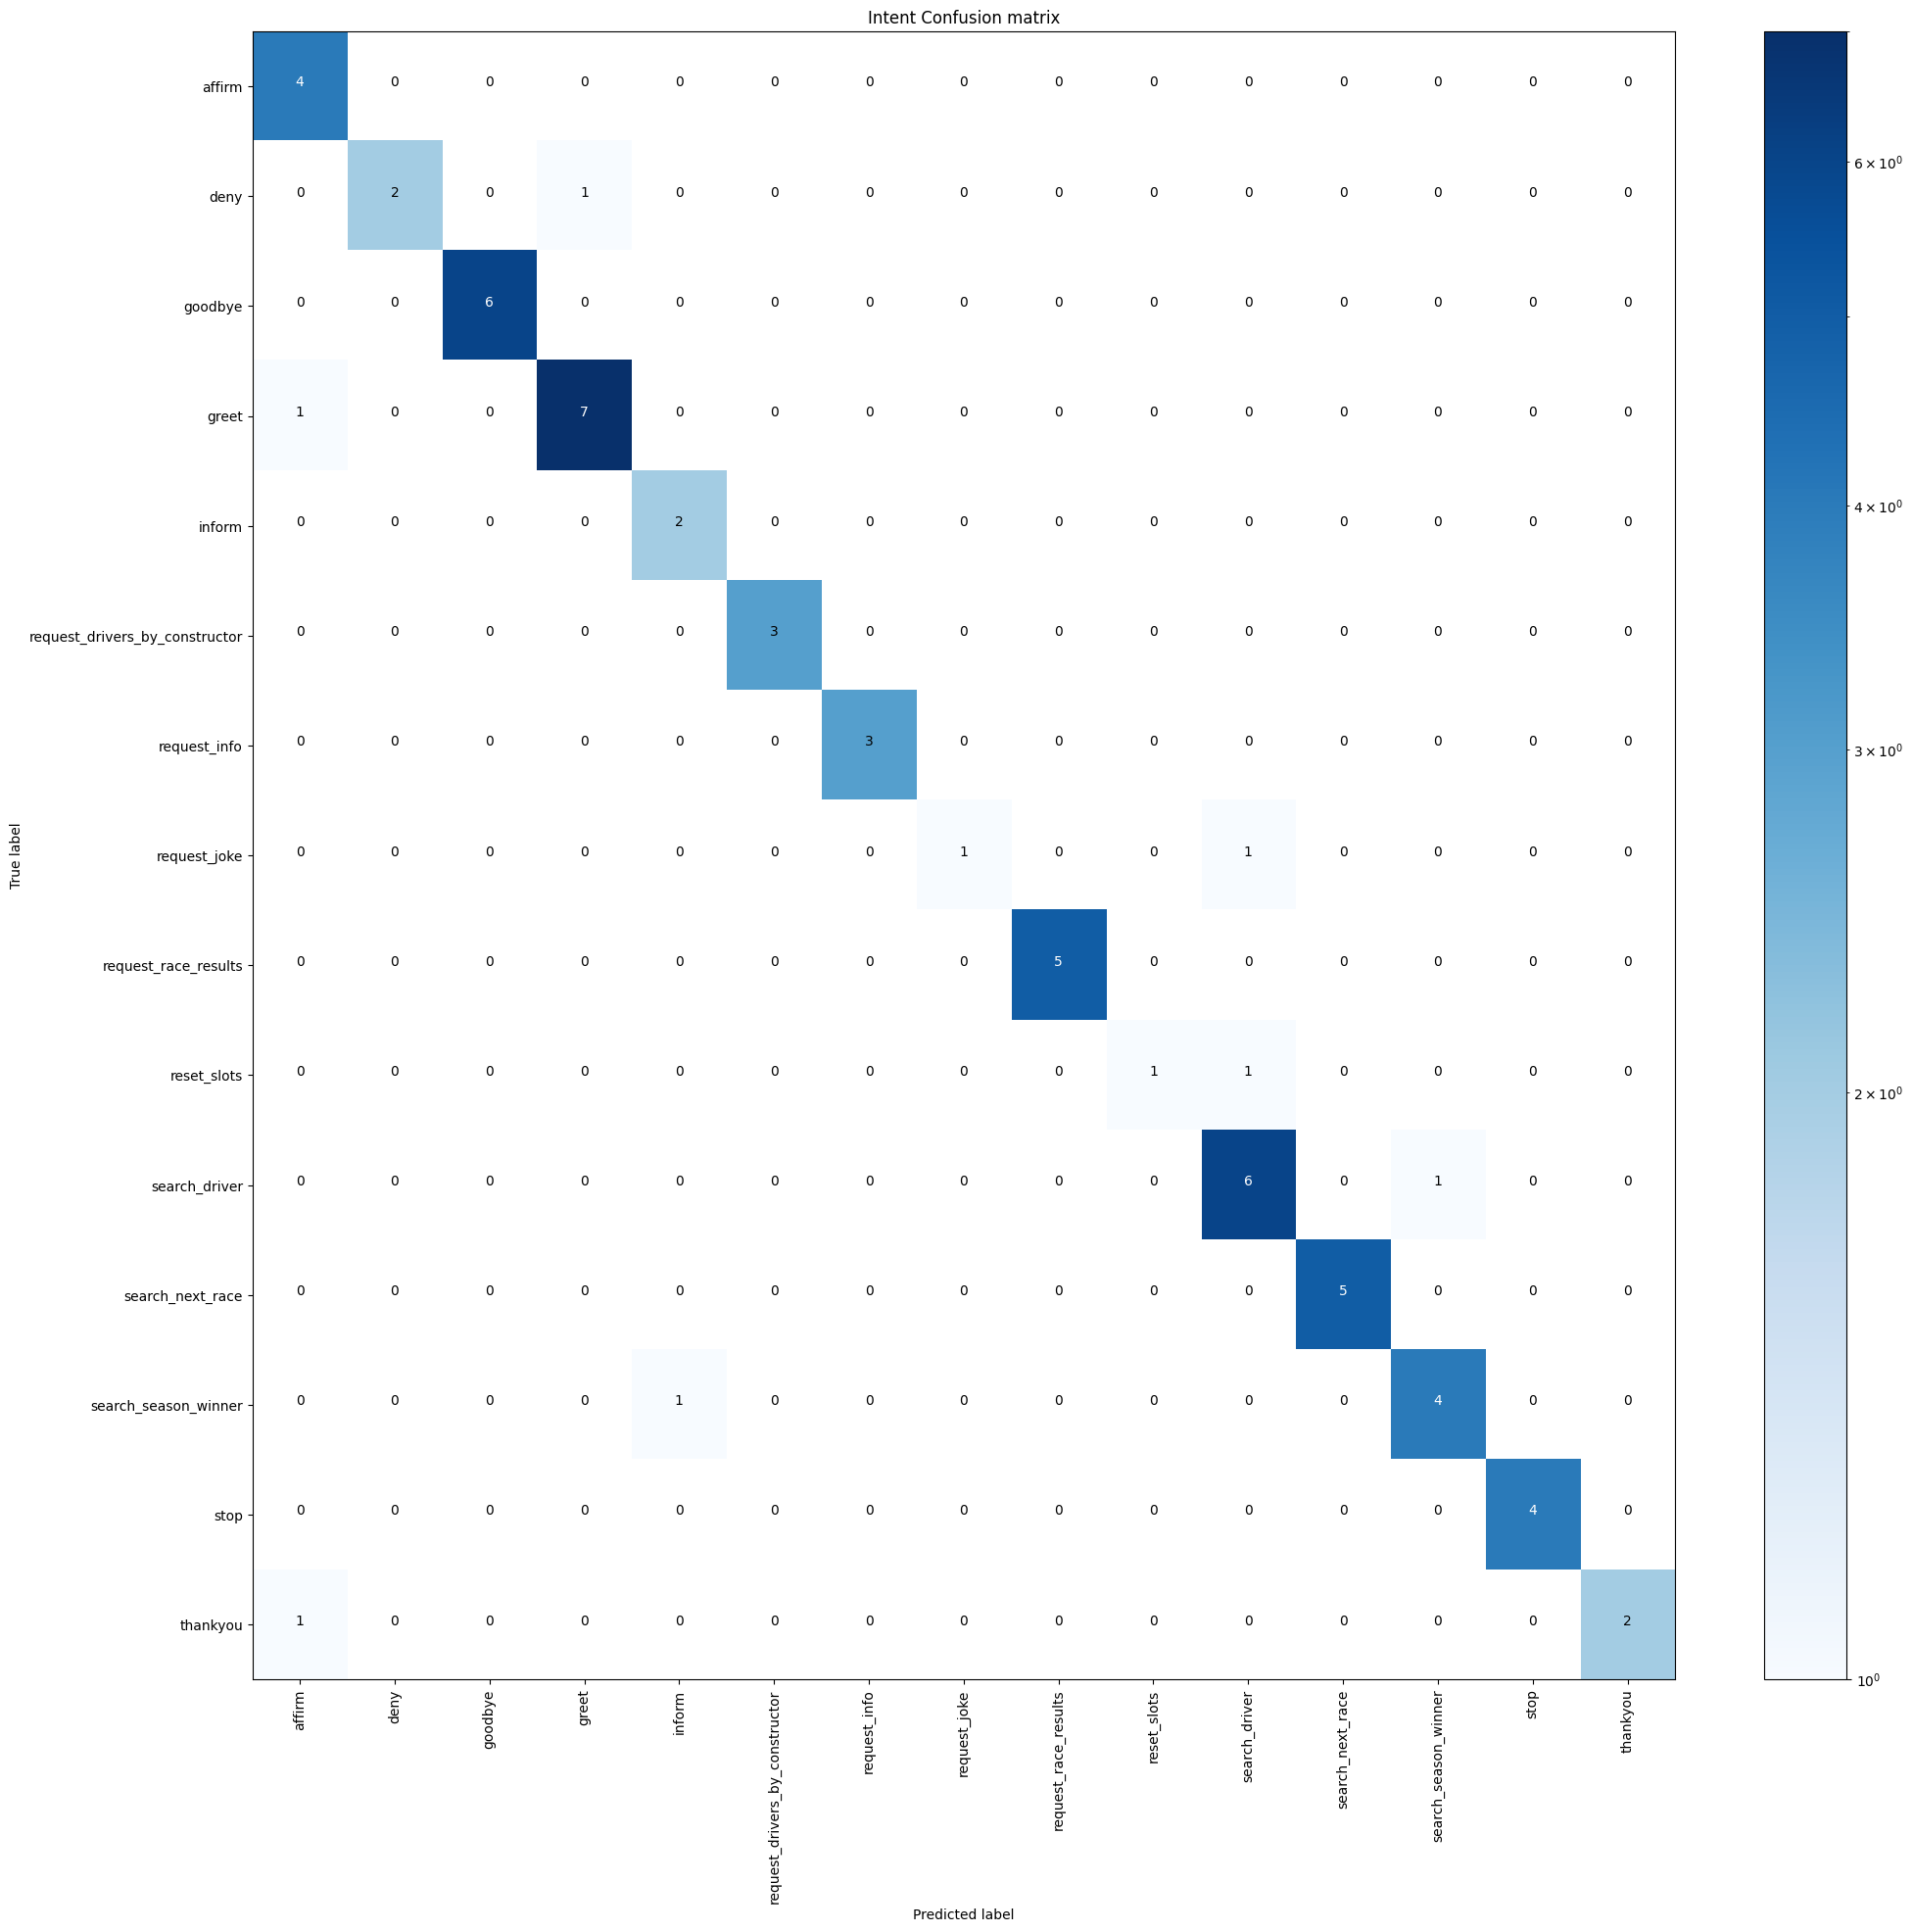 Intent Confusion matrix
affirm 4 0 0 0 0 0 0 0 0 0 0 0 0 0 0
deny 0 2 0 1 0 0 0 0 0 0 0 0 0 0 0
6 × 10⁰
goodbye 0 0 6 0 0 0 0 0 0 0 0 0 0 0 0
greet 1 0 0 7 0 0 0 0 0 0 0 0 0 0 0
4 × 10⁰
inform 0 0 0 0 2 0 0 0 0 0 0 0 0 0 0
request_drivers_by_constructor 0 0 0 0 0 3 0 0 0 0 0 0 0 0 0
request_info 0 0 0 0 0 0 3 0 0 0 0 0 0 0 0
3 × 10⁰
True label
request_joke 0 0 0 0 0 0 0 1 0 0 1 0 0 0 0
request_race_results 0 0 0 0 0 0 0 0 5 0 0 0 0 0 0
reset_slots 0 0 0 0 0 0 0 0 0 1 1 0 0 0 0
2 × 10⁰
search_driver 0 0 0 0 0 0 0 0 0 0 6 0 1 0 0
search_next_race 0 0 0 0 0 0 0 0 0 0 0 5 0 0 0
search_season_winner 0 0 0 0 1 0 0 0 0 0 0 0 4 0 0
stop 0 0 0 0 0 0 0 0 0 0 0 0 0 4 0
thankyou 1 0 0 0 0 0 0 0 0 0 0 0 0 0 2
10⁰
affirm
deny
goodbye
greet
inform
request_drivers_by_constructor
request_info
request_joke
request_race_results
reset_slots
search_driver
search_next_race
search_season_winner
stop
thankyou
Predicted label